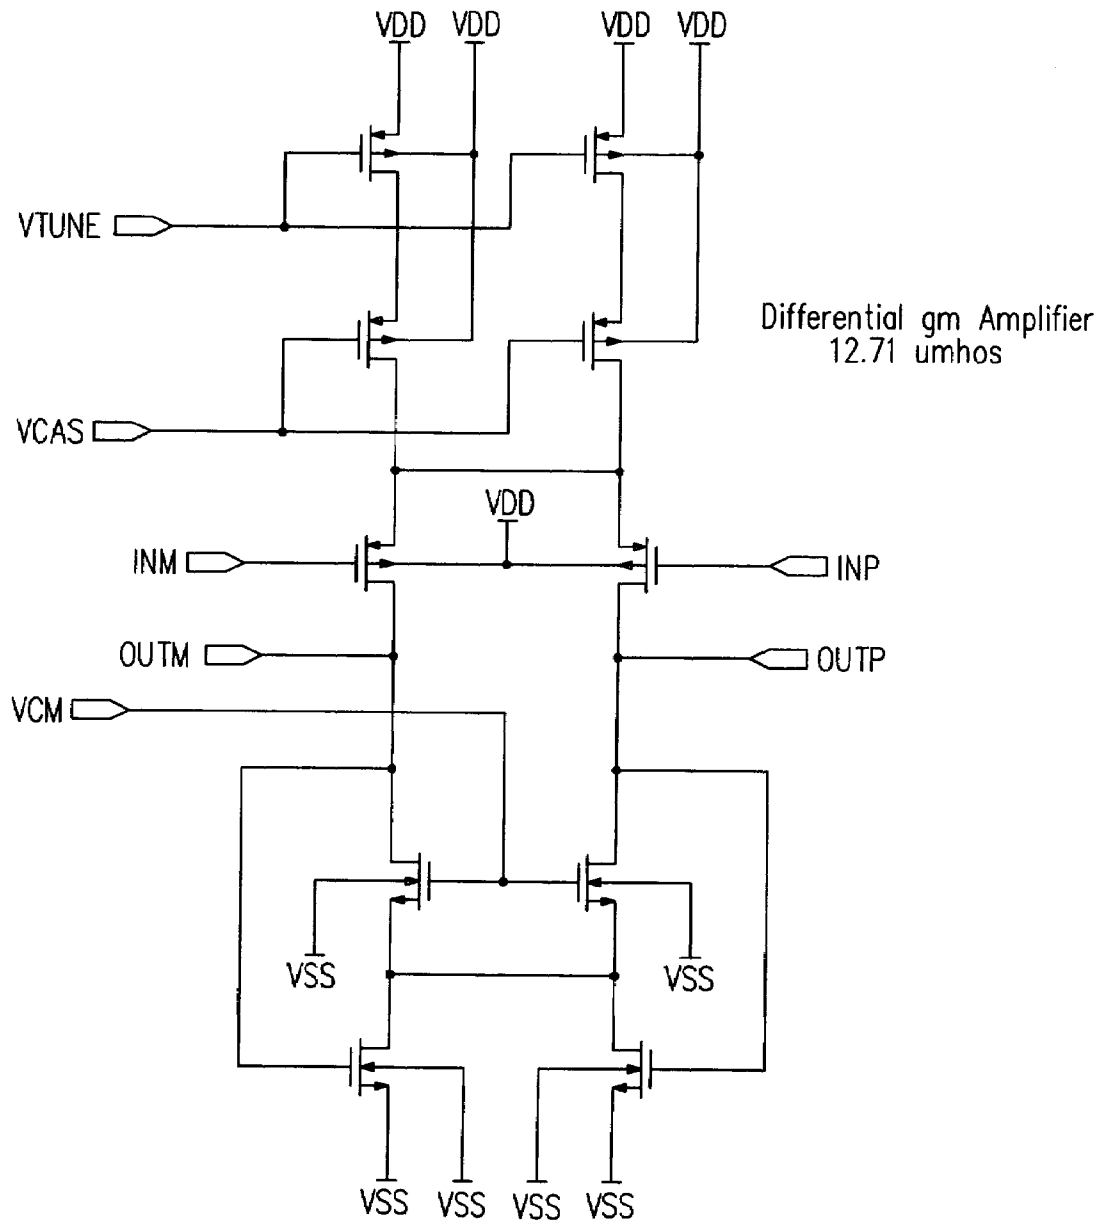 VDD VDD VDD VDD
VTUNE
Differential gm Amplifier
12.71 umhos
VCAS
VDD
INM
INP
OUTM
OUTP
VCM
VSS
VSS
VSS VSS VSS VSS